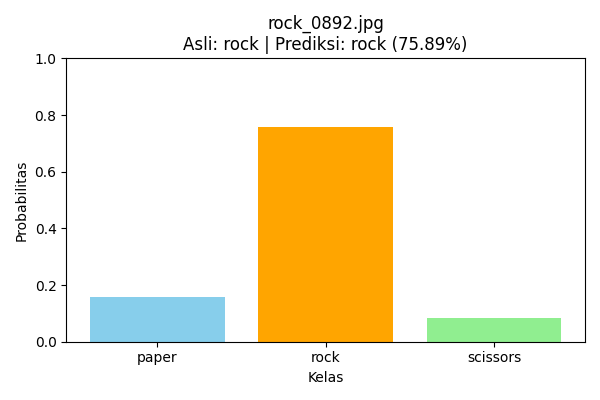 rock_0892.jpg
Asli: rock | Prediksi: rock (75.89%)
1.0
0.8
0.6
0.4
0.2
0.0
Probabilitas
paper
rock
scissors
Kelas